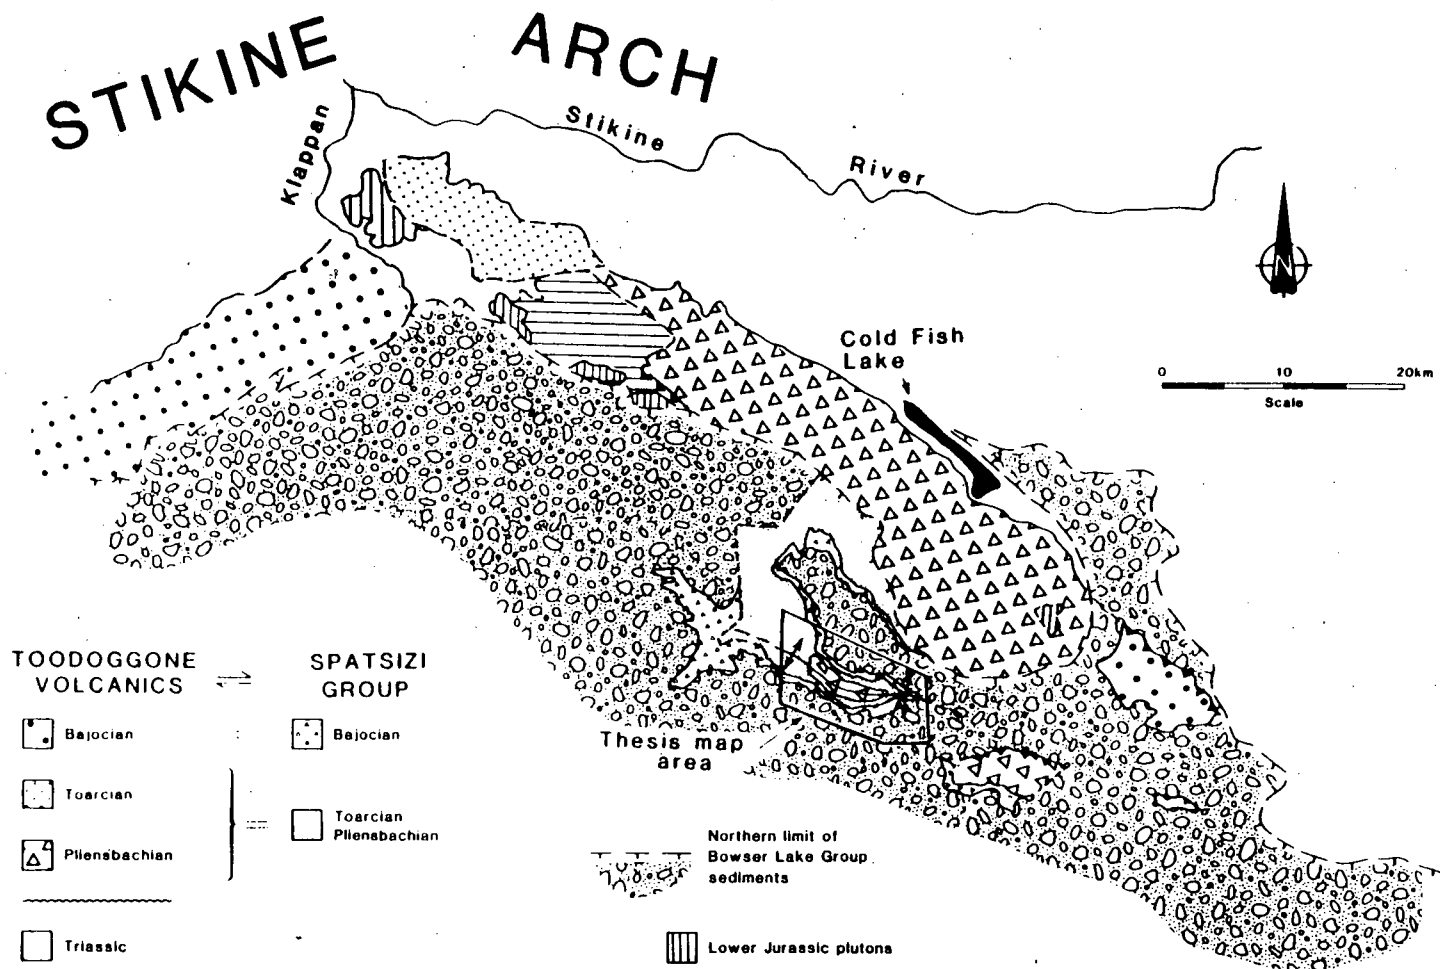 STIKINE ARCH
Klappan
Stikine River
N
Cold Fish
Lake
0 10 20km
Scale
Thesis map
area
TOODOGGONE
VOLCANICS
Bajocian
Toarcian
Pliensbachian
Triassic
SPATSIZI
GROUP
Bajocian
Toarcian
Pliensbachian
Northern limit of
Bowser Lake Group
sediments
Lower Jurassic plutons